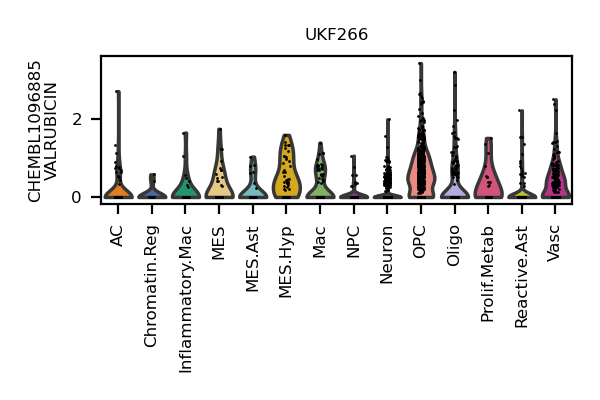 UKF266
CHEMBL1096885
VALRUBICIN
2
0
AC
Chromatin.Reg
Inflammatory.Mac
MES
MES.Ast
MES.Hyp
Mac
NPC
Neuron
OPC
Oligo
Prolif.Metab
Reactive.Ast
Vasc